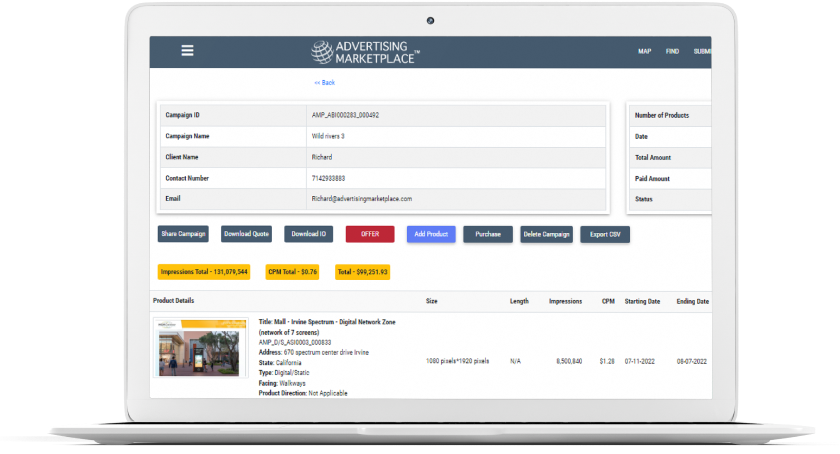 ADVERTISING
MARKETPLACE™
MAP FIND SUBMI
<< Back
Campaign ID AMP_ABI000283_000492
Campaign Name Wild rivers 3
Client Name Richard
Contact Number 7142933883
Email Richard@advertisingmarketplace.com
Number of Products
Date
Total Amount
Paid Amount
Status
Share Campaign Download Quote Download IO OFFER Add Product Purchase Delete Campaign Export CSV
Impressions Total - 131,079,544 CPM Total - $0.76 Total - $99,251.93
Product Details Size Length Impressions CPM Starting Date Ending Date
Title: Mall - Irvine Spectrum - Digital Network Zone
(network of 7 screens)
AMP_D/S_ASI0003_000833
Address: 670 spectrum center drive Irvine
State: California
Type: Digital/Static
Facing: Walkways
Product Direction: Not Applicable
1080 pixels*1920 pixels N/A 8,500,840 $1.28 07-11-2022 08-07-2022